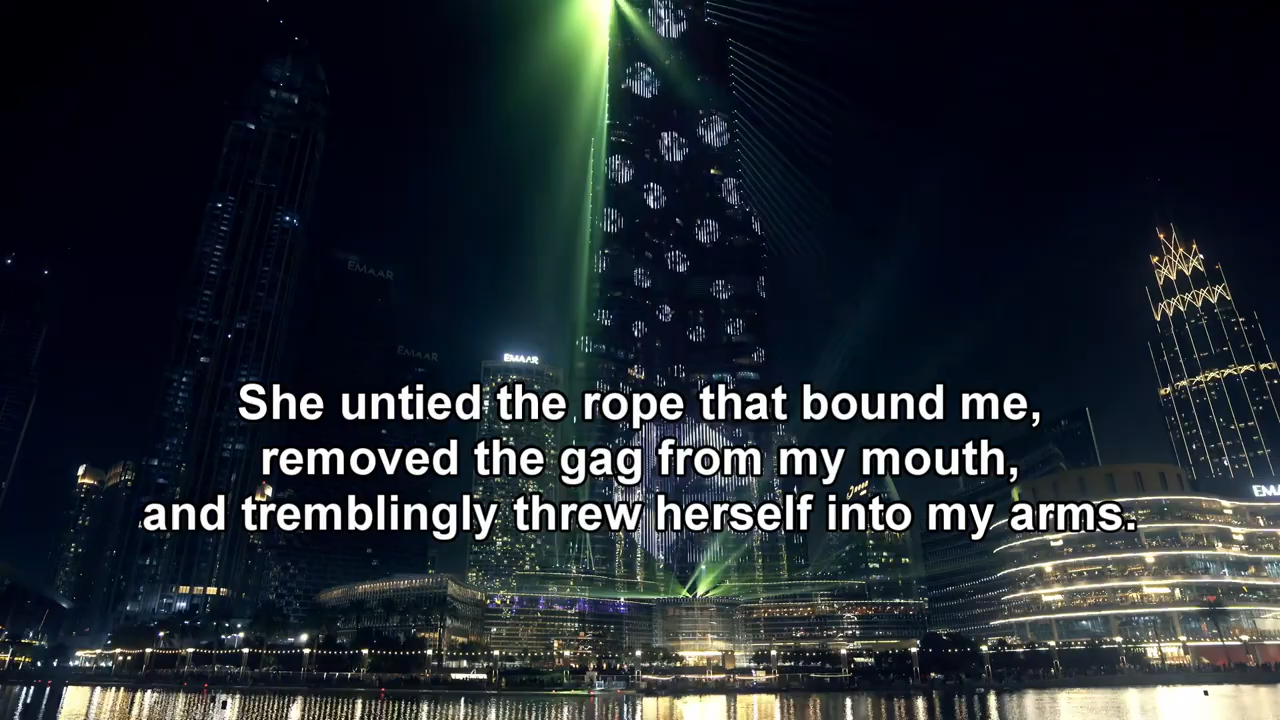 EMAAR
EMAAR
EMAAR
She untied the rope that bound me,
removed the gag from my mouth,
and tremblingly threw herself into my arms.